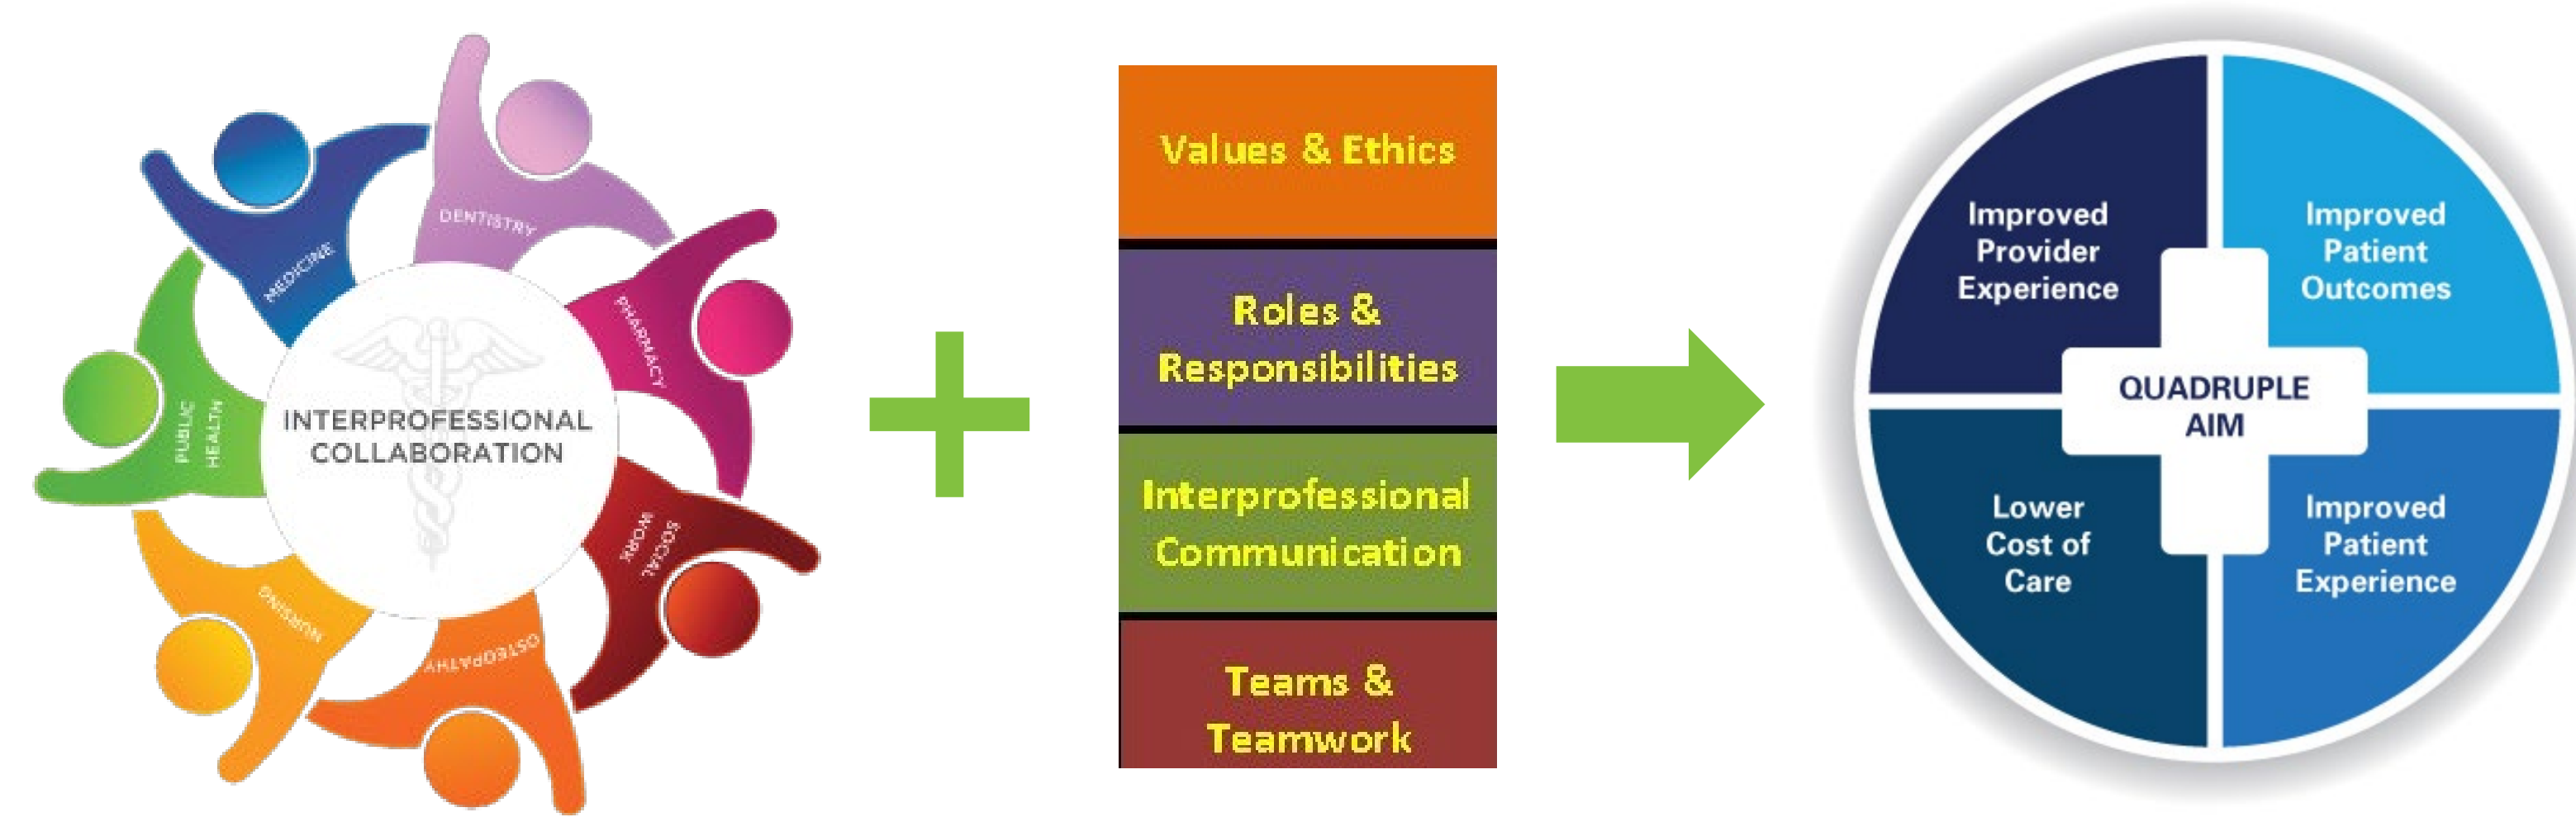 DENTISTRY
MEDICINE
PHARMACY
PUBLIC
HEALTH
INTERPROFESSIONAL
COLLABORATION
SOCIAL
WORK
NURSING
OSTEOPATHY
Values & Ethics
Roles &
Responsibilities
Interprofessional
Communication
Teams &
Teamwork
Improved
Provider
Experience
Improved
Patient
Outcomes
QUADRUPLE
AIM
Lower
Cost of
Care
Improved
Patient
Experience